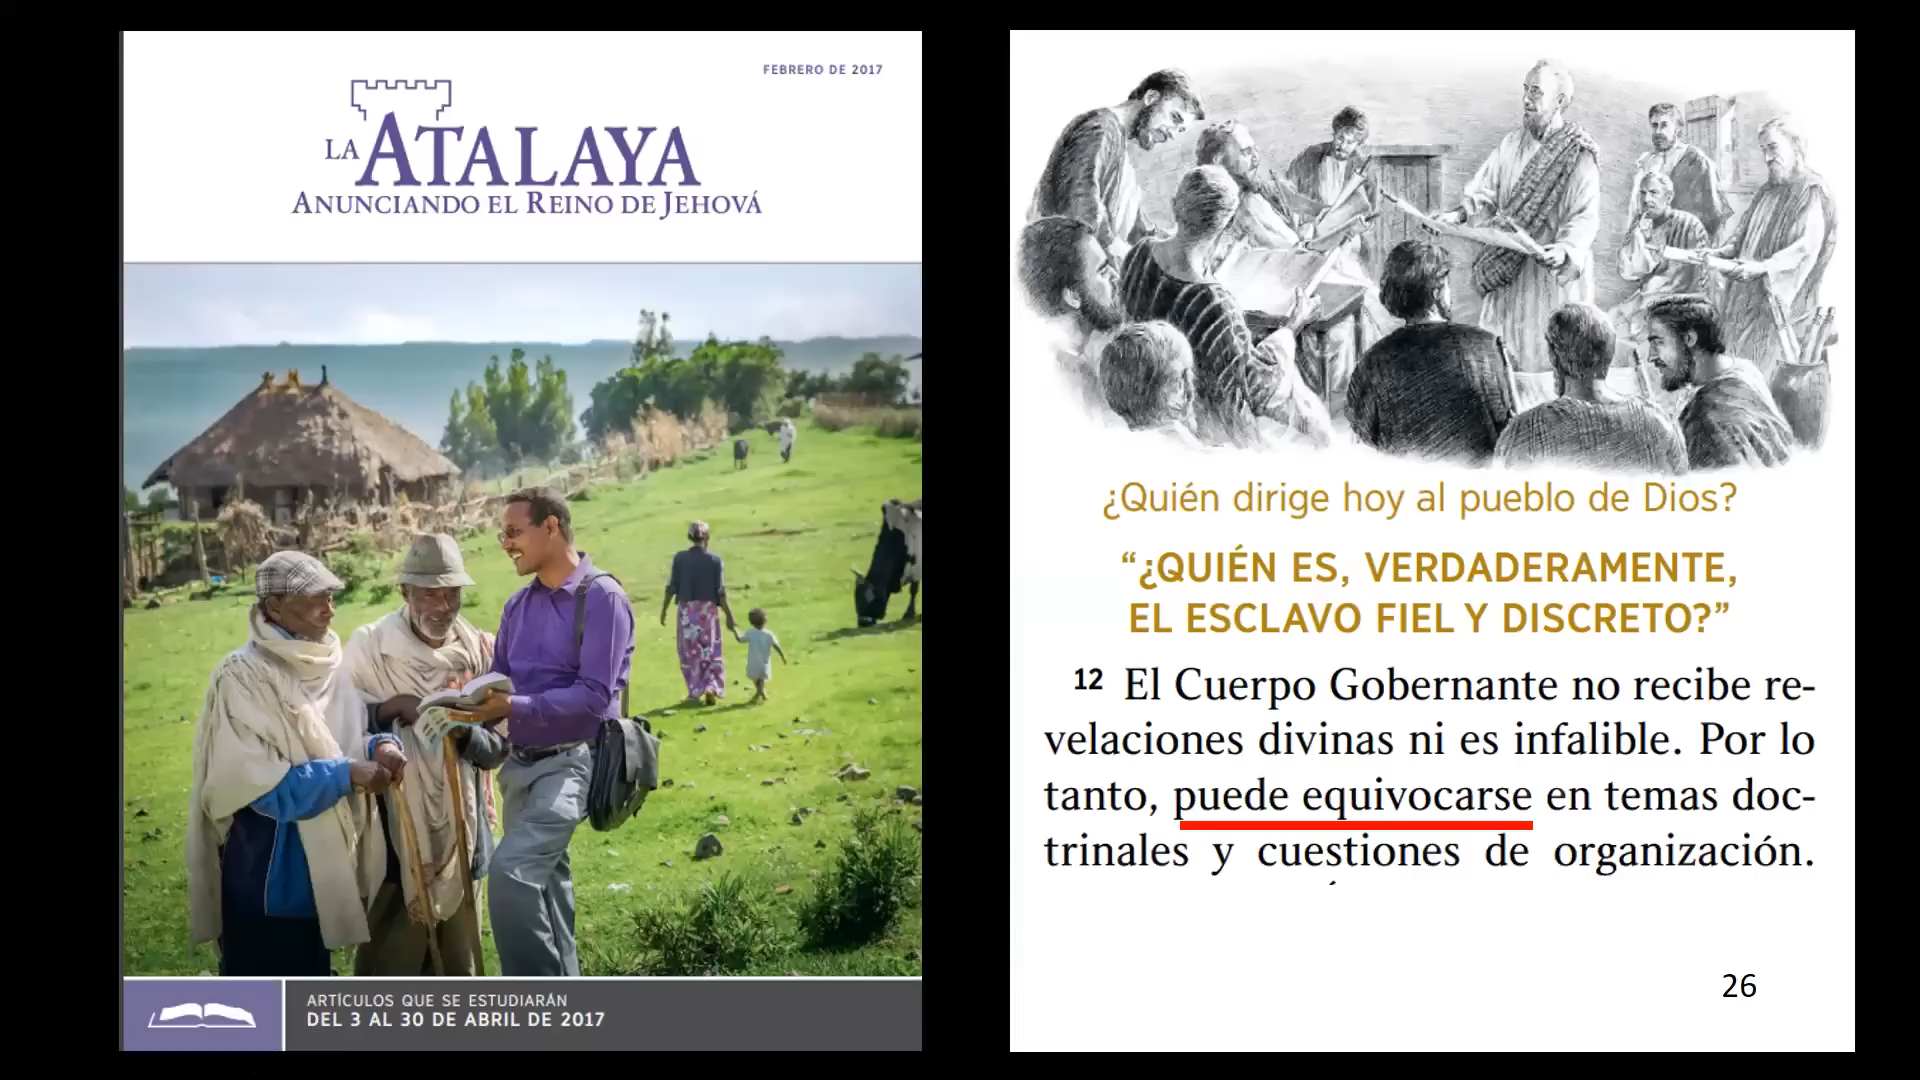 FEBRERO DE 2017
LA ATALAYA
ANUNCIANDO EL REINO DE JEHOVÁ
ARTÍCULOS QUE SE ESTUDIARÁN
DEL 3 AL 30 DE ABRIL DE 2017
¿Quién dirige hoy al pueblo de Dios?
“¿QUIÉN ES, VERDADERAMENTE,
EL ESCLAVO FIEL Y DISCRETO?”
12 El Cuerpo Gobernante no recibe re-
velaciones divinas ni es infalible. Por lo
tanto, puede equivocarse en temas doc-
trinales y cuestiones de organización.
26